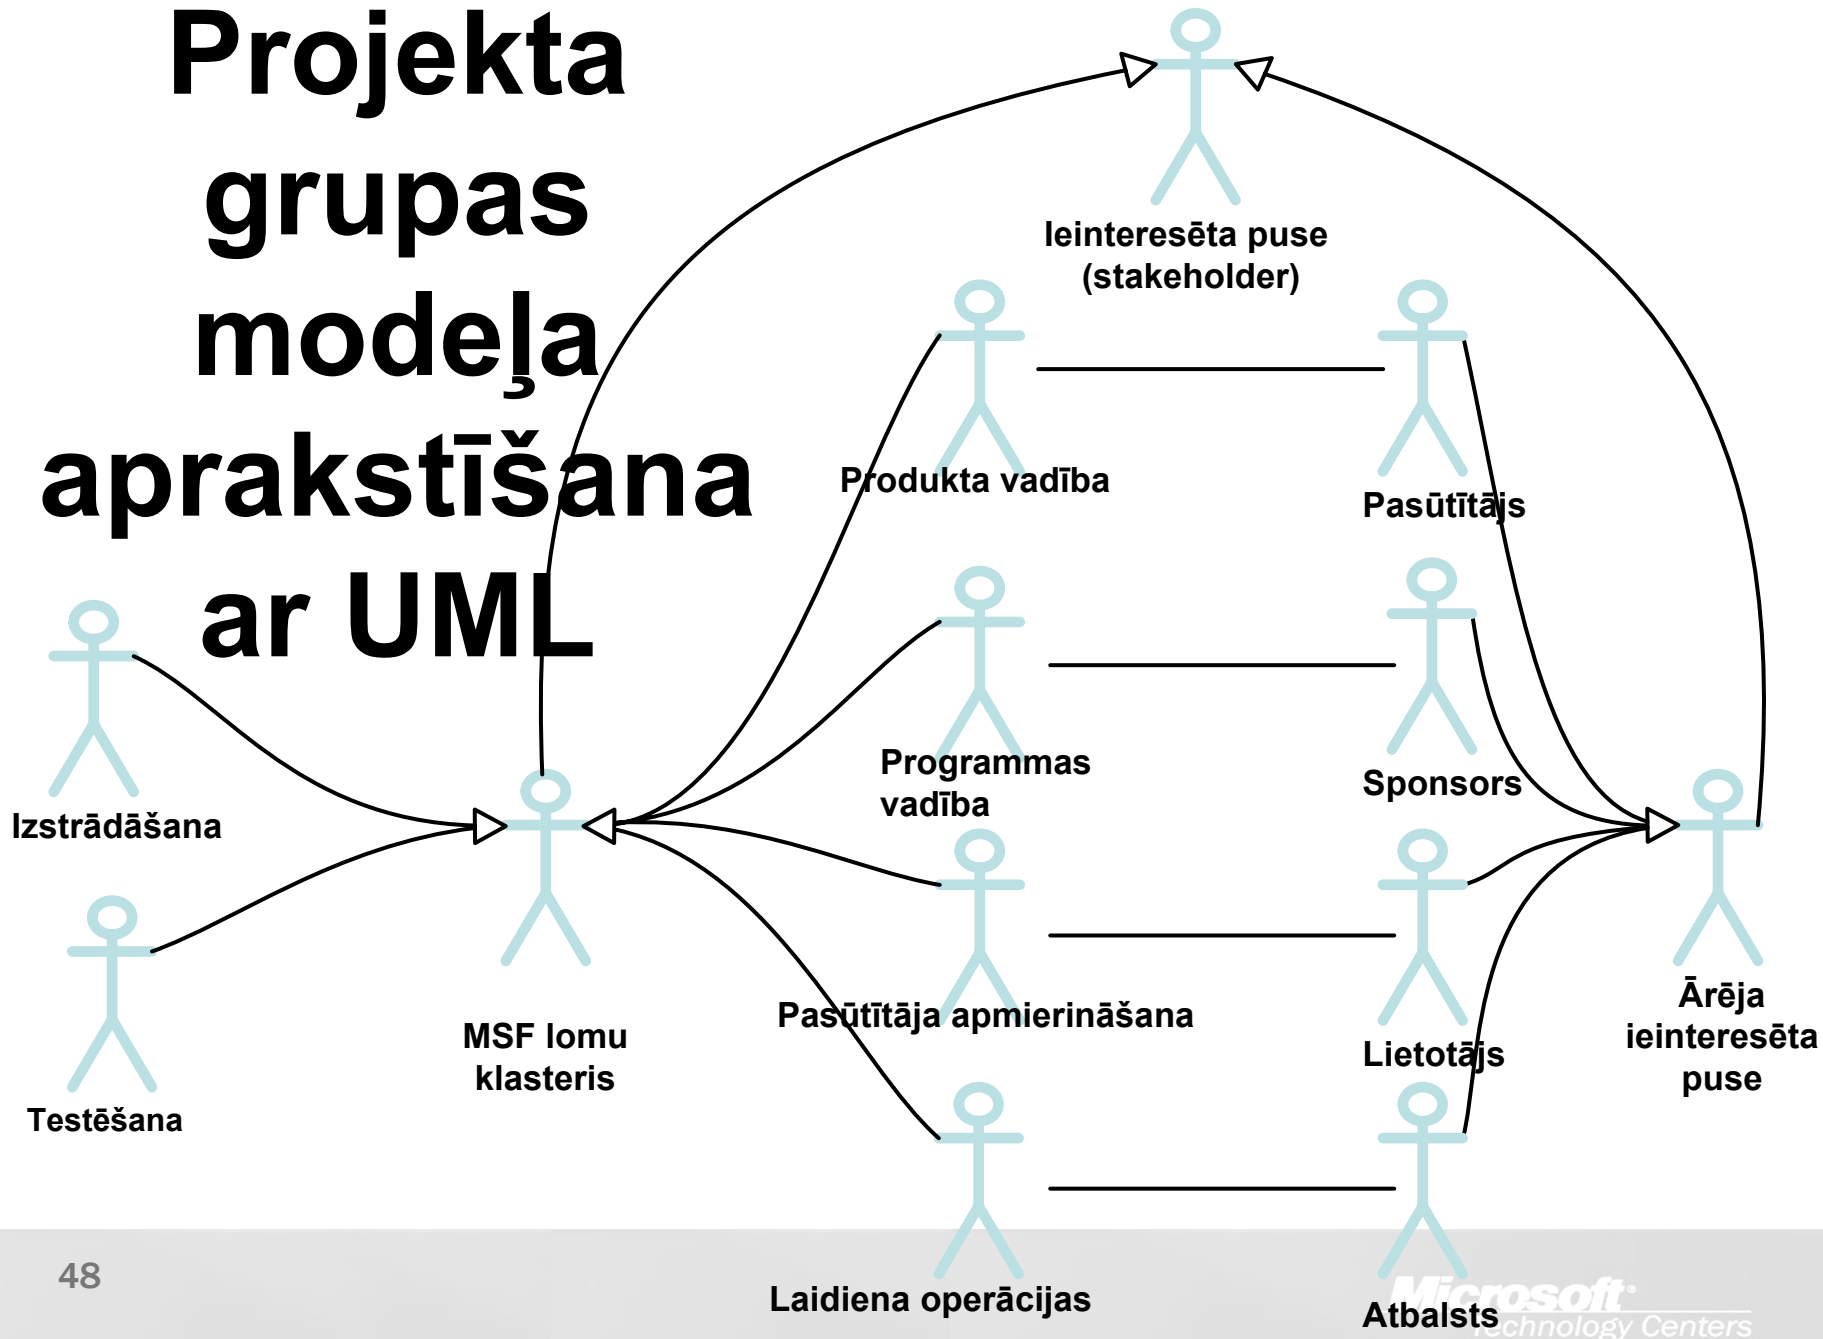 Projekta
grupas
modeļa
aprakstīšana
ar UML
Ieinteresēta puse
(stakeholder)
Produkta vadība
Pasūtītājs
Programmas
vadība
Sponsors
Izstrādāšana
Pasūtītāja apmierināšana
Lietotājs
Ārēja
ieinteresēta
puse
MSF lomu
klasteris
Testēšana
Laidiena operācijas
Atbalsts
48
Microsoft
Technology Centers